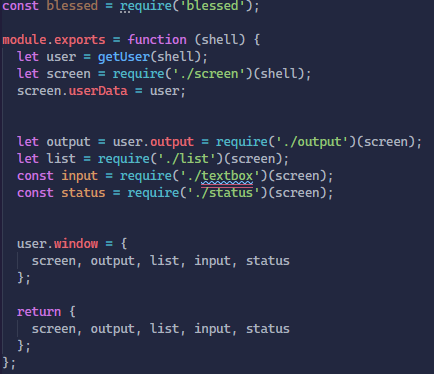 const blessed = require('blessed');
module.exports = function (shell) {
let user = getUser(shell);
let screen = require('./screen')(shell);
screen.userData = user;
let output = user.output = require('./output')(screen);
let list = require('./list')(screen);
const input = require('./textbox')(screen);
const status = require('./status')(screen);
user.window = {
screen, output, list, input, status
};
return {
screen, output, list, input, status
};
};